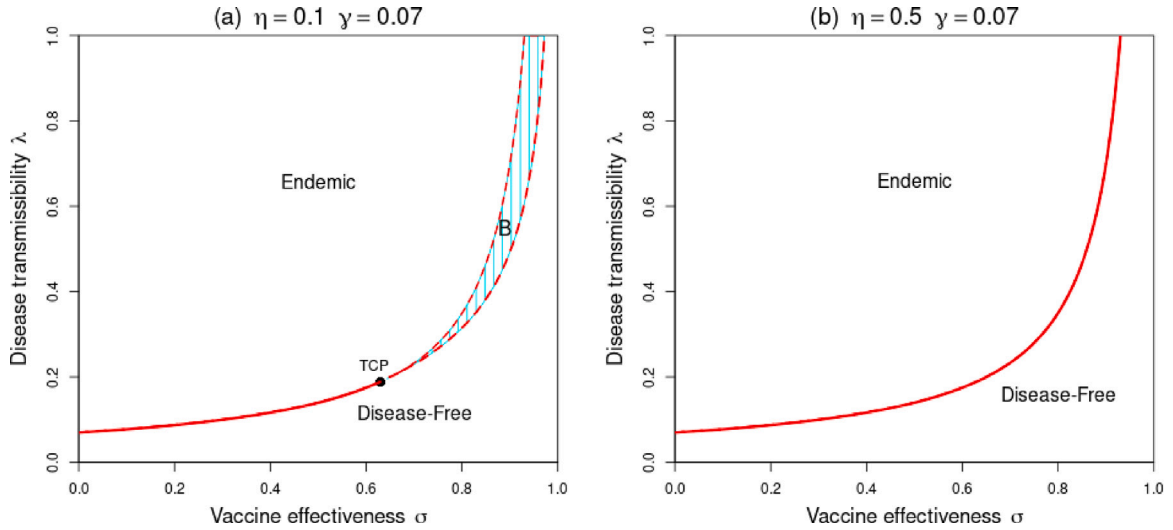 (a) η = 0.1 γ = 0.07
Disease transmissibility λ
1.0
0.8
0.6
0.4
0.2
0.0
Endemic
B
TCP
Disease-Free
0.0 0.2 0.4 0.6 0.8 1.0
Vaccine effectiveness σ
(b) η = 0.5 γ = 0.07
Disease transmissibility λ
1.0
0.8
0.6
0.4
0.2
0.0
Endemic
Disease-Free
0.0 0.2 0.4 0.6 0.8 1.0
Vaccine effectiveness σ